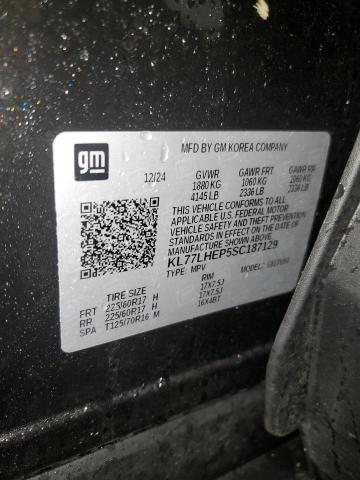 gm
MFD BY GM KOREA COMPANY
12/24 GVWR GAWR FRT GAWR RR
1880 KG 1060 KG 1060 KG
4145 LB 2336 LB 2336 LB
THIS VEHICLE CONFORMS TO ALL
APPLICABLE U.S. FEDERAL MOTOR
VEHICLE SAFETY AND THEFT PREVENTION
STANDARDS IN EFFECT ON THE DATE OF
MANUFACTURE SHOWN ABOVE.
KL77LHEP5SC187129
TYPE: MPV MODEL:
TIRE SIZE RIM
FRT 225/60R17 H 17X7.5J
RR 225/60R17 H 17X7.5J
SPA T125/70R16 M 16X4BT